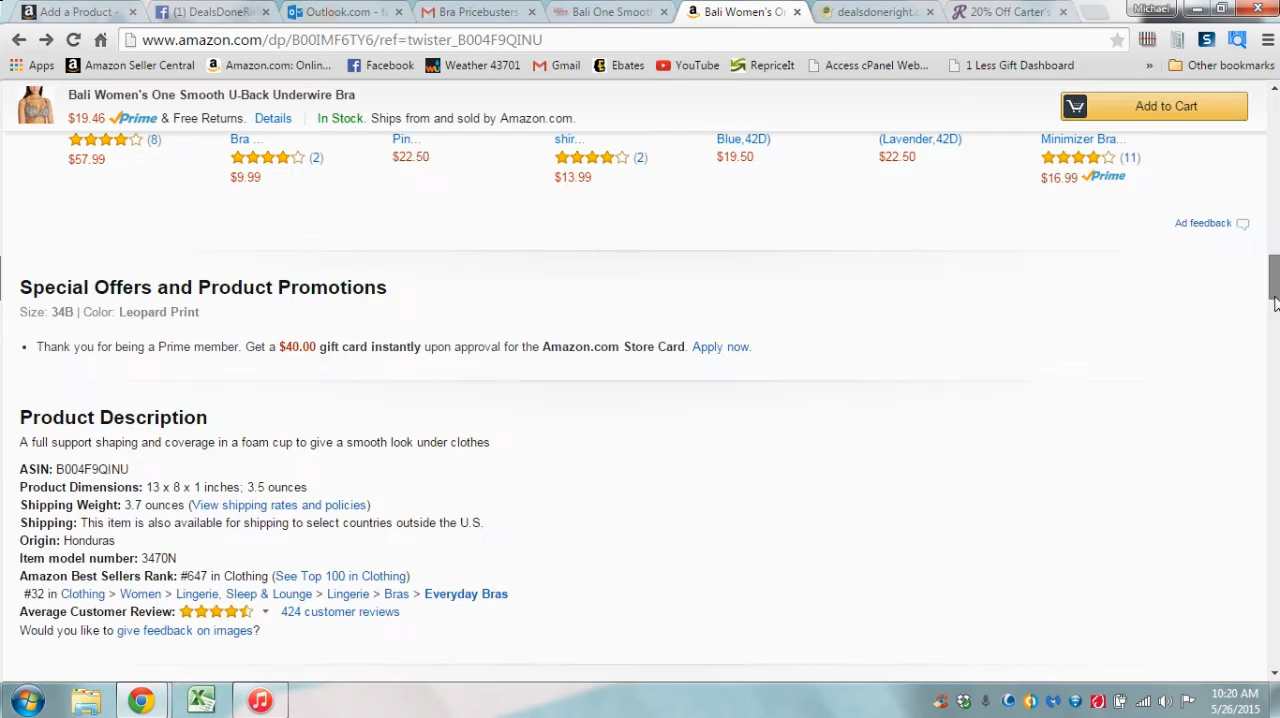 Add a Product -
(1) DealsDoneRi
Outlook.com - f
Bra Pricebusters
Bali One Smoot
Bali Women's O
dealsdoneright.c
20% Off Carter's
Michael
www.amazon.com/dp/B00IMF6TY6/ref=twister_B004F9QINU
Apps
Amazon Seller Central
Amazon.com: Onlin...
Facebook
Weather 43701
Gmail
Ebates
YouTube
RepriceIt
Access cPanel Web...
1 Less Gift Dashboard
»
Other bookmarks
Bali Women's One Smooth U-Back Underwire Bra
$19.46 Prime & Free Returns. Details | In Stock. Ships from and sold by Amazon.com.
Add to Cart
(8)
$57.99
Bra ...
(2)
$9.99
Pin...
$22.50
shir...
(2)
$13.99
Blue,42D)
$19.50
(Lavender,42D)
$22.50
Minimizer Bra...
(11)
$16.99 Prime
Ad feedback
Special Offers and Product Promotions
Size: 34B | Color: Leopard Print
• Thank you for being a Prime member. Get a $40.00 gift card instantly upon approval for the Amazon.com Store Card. Apply now.
Product Description
A full support shaping and coverage in a foam cup to give a smooth look under clothes
ASIN: B004F9QINU
Product Dimensions: 13 x 8 x 1 inches; 3.5 ounces
Shipping Weight: 3.7 ounces (View shipping rates and policies)
Shipping: This item is also available for shipping to select countries outside the U.S.
Origin: Honduras
Item model number: 3470N
Amazon Best Sellers Rank: #647 in Clothing (See Top 100 in Clothing)
#32 in Clothing > Women > Lingerie, Sleep & Lounge > Lingerie > Bras > Everyday Bras
Average Customer Review: 424 customer reviews
Would you like to give feedback on images?
10:20 AM
5/26/2015